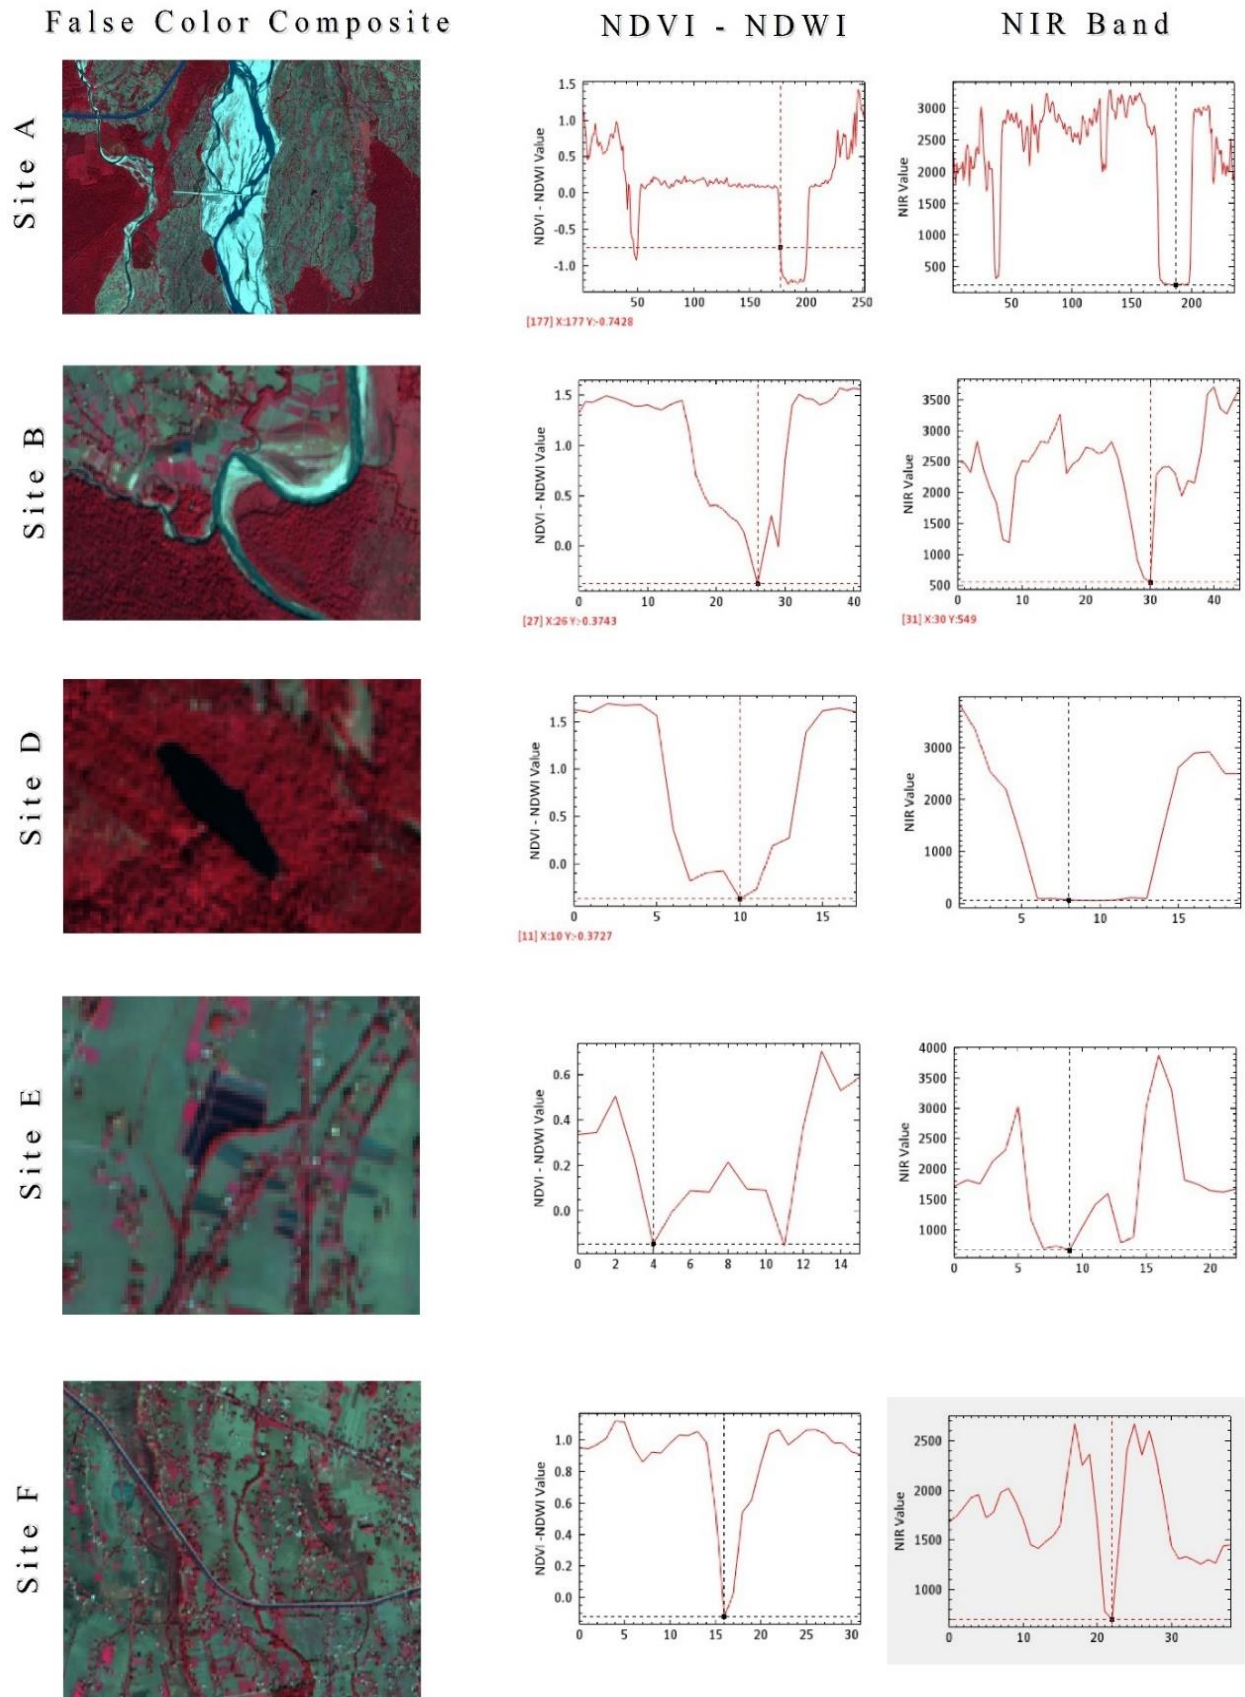 False Color Composite
NDVI - NDWI
NIR Band
Site A
NDVI - NDWI Value
1.5
1.0
0.5
0.0
-0.5
-1.0
50 100 150 200 250
[177] X:177 Y:-0.7428
NIR Value
3000
2500
2000
1500
1000
500
50 100 150 200
Site B
NDVI - NDWI Value
1.5
1.0
0.5
0.0
0 10 20 30 40
[27] X:26 Y:-0.3743
NIR Value
3500
3000
2500
2000
1500
1000
500
0 10 20 30 40
[31] X:30 Y:549
Site D
NDVI - NDWI Value
1.5
1.0
0.5
0.0
0 5 10 15
[11] X:10 Y:-0.3727
NIR Value
3000
2000
1000
0
5 10 15
Site E
NDVI - NDWI Value
0.6
0.4
0.2
0.0
0 2 4 6 8 10 12 14
NIR Value
4000
3500
3000
2500
2000
1500
1000
0 5 10 15 20
Site F
NDVI -NDWI Value
1.0
0.8
0.6
0.4
0.2
0.0
0 5 10 15 20 25 30
NIR Value
2500
2000
1500
1000
0 10 20 30